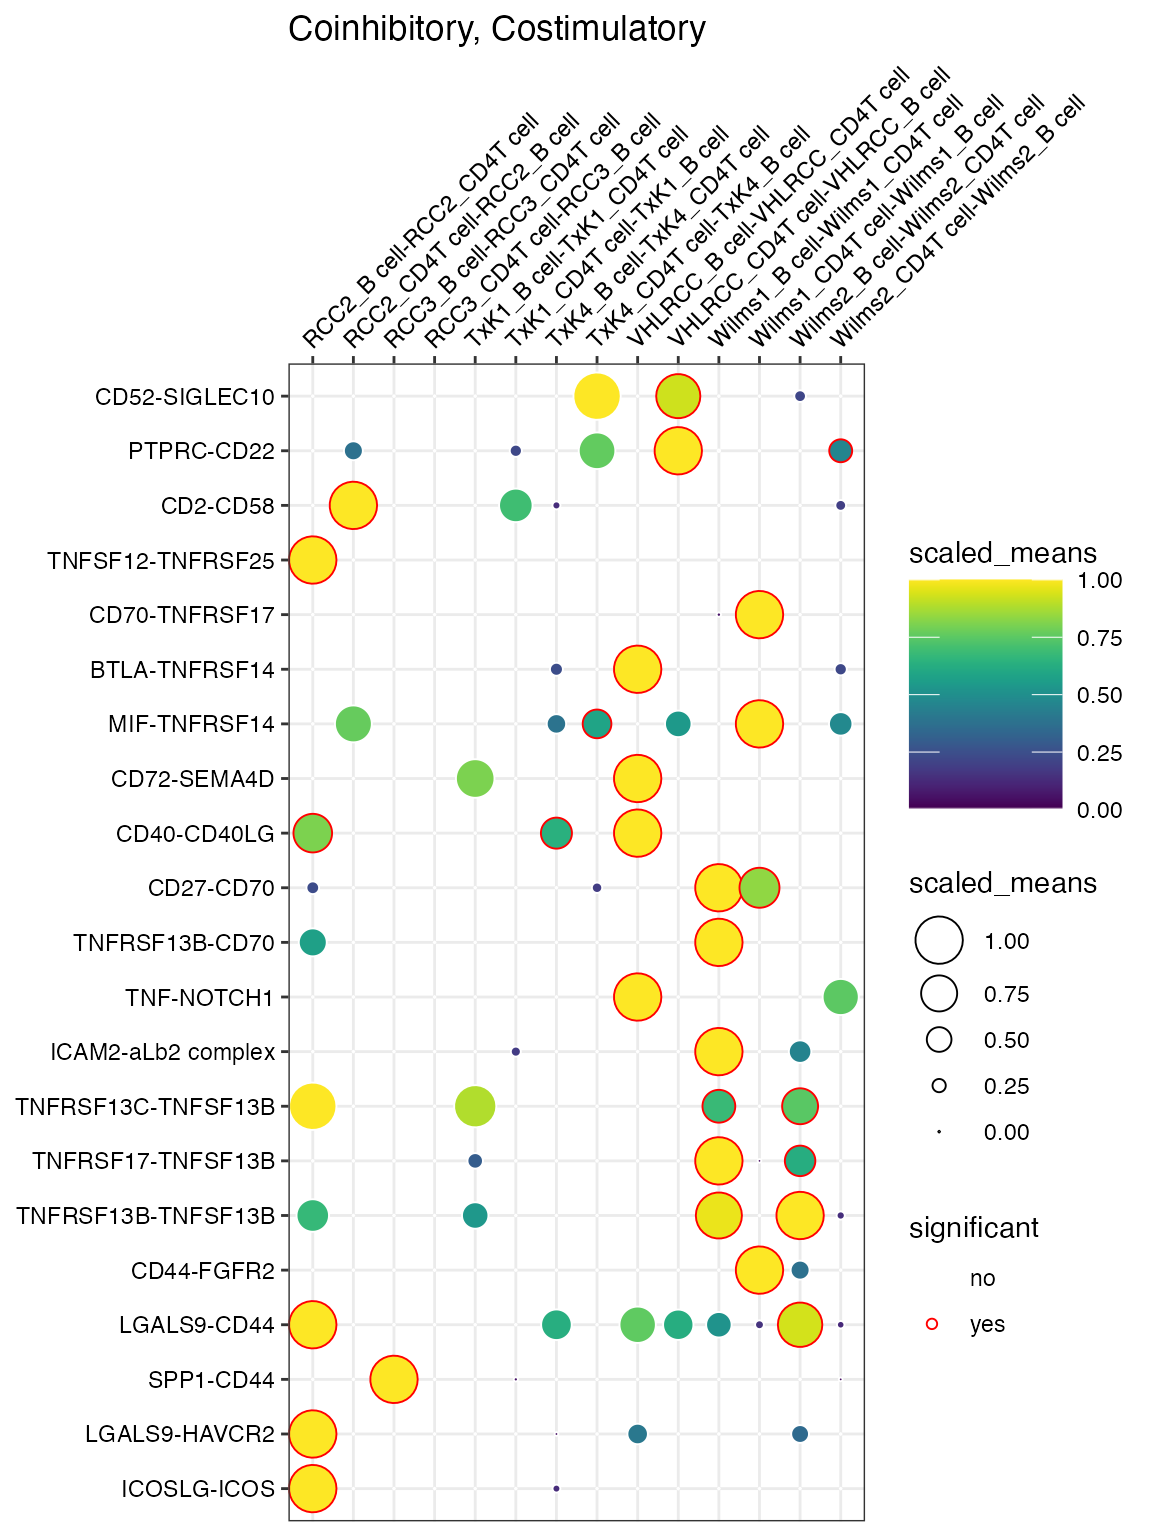 Coinhibitory, Costimulatory
RCC2_B cell-RCC2_CD4T cell
RCC2_CD4T cell-RCC2_B cell
RCC3_B cell-RCC3_CD4T cell
RCC3_CD4T cell-RCC3_B cell
TxK1_B cell-TxK1_CD4T cell
TxK1_CD4T cell-TxK1_B cell
TxK4_B cell-TxK4_CD4T cell
TxK4_CD4T cell-TxK4_B cell
VHLRCC_B cell-VHLRCC_CD4T cell
VHLRCC_CD4T cell-VHLRCC_B cell
Wilms1_B cell-Wilms1_CD4T cell
Wilms1_CD4T cell-Wilms1_B cell
Wilms2_B cell-Wilms2_CD4T cell
Wilms2_CD4T cell-Wilms2_B cell
CD52-SIGLEC10
PTPRC-CD22
CD2-CD58
TNFSF12-TNFRSF25
CD70-TNFRSF17
BTLA-TNFRSF14
MIF-TNFRSF14
CD72-SEMA4D
CD40-CD40LG
CD27-CD70
TNFRSF13B-CD70
TNF-NOTCH1
ICAM2-aLb2 complex
TNFRSF13C-TNFSF13B
TNFRSF17-TNFSF13B
TNFRSF13B-TNFSF13B
CD44-FGFR2
LGALS9-CD44
SPP1-CD44
LGALS9-HAVCR2
ICOSLG-ICOS
scaled_means
1.00
0.75
0.50
0.25
0.00
scaled_means
1.00
0.75
0.50
0.25
0.00
significant
no
yes